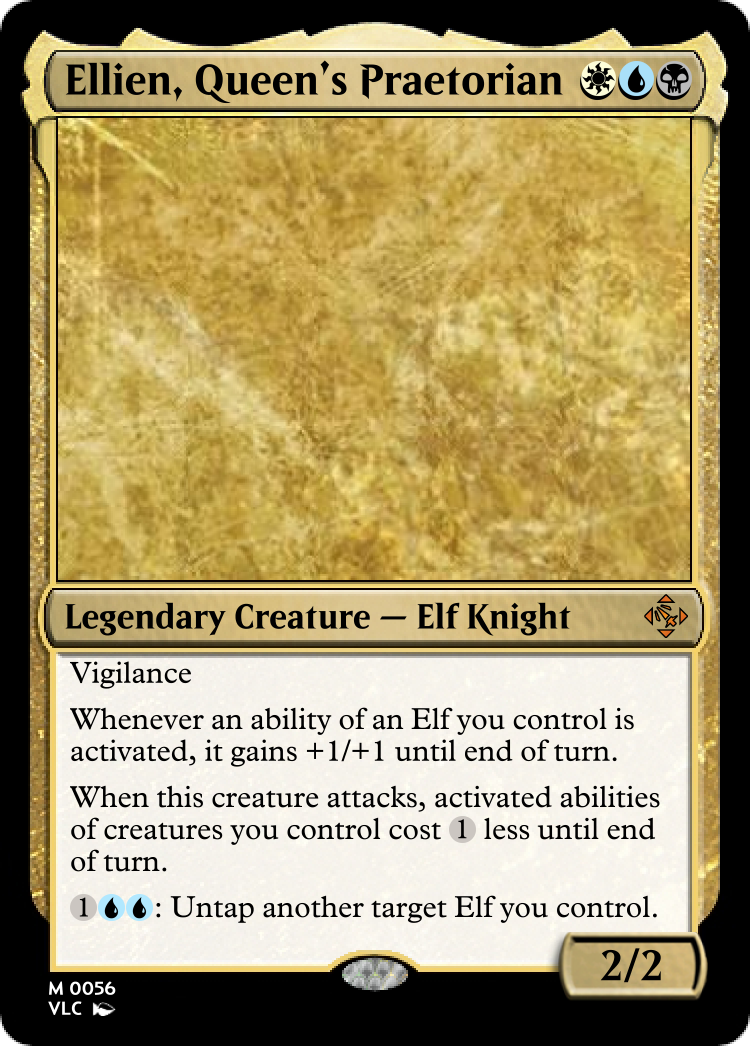 Ellien, Queen's Praetorian
Legendary Creature — Elf Knight
Vigilance
Whenever an ability of an Elf you control is
activated, it gains +1/+1 until end of turn.
When this creature attacks, activated abilities
of creatures you control cost 1 less until end
of turn.
1: Untap another target Elf you control.
2/2
M 0056
VLC